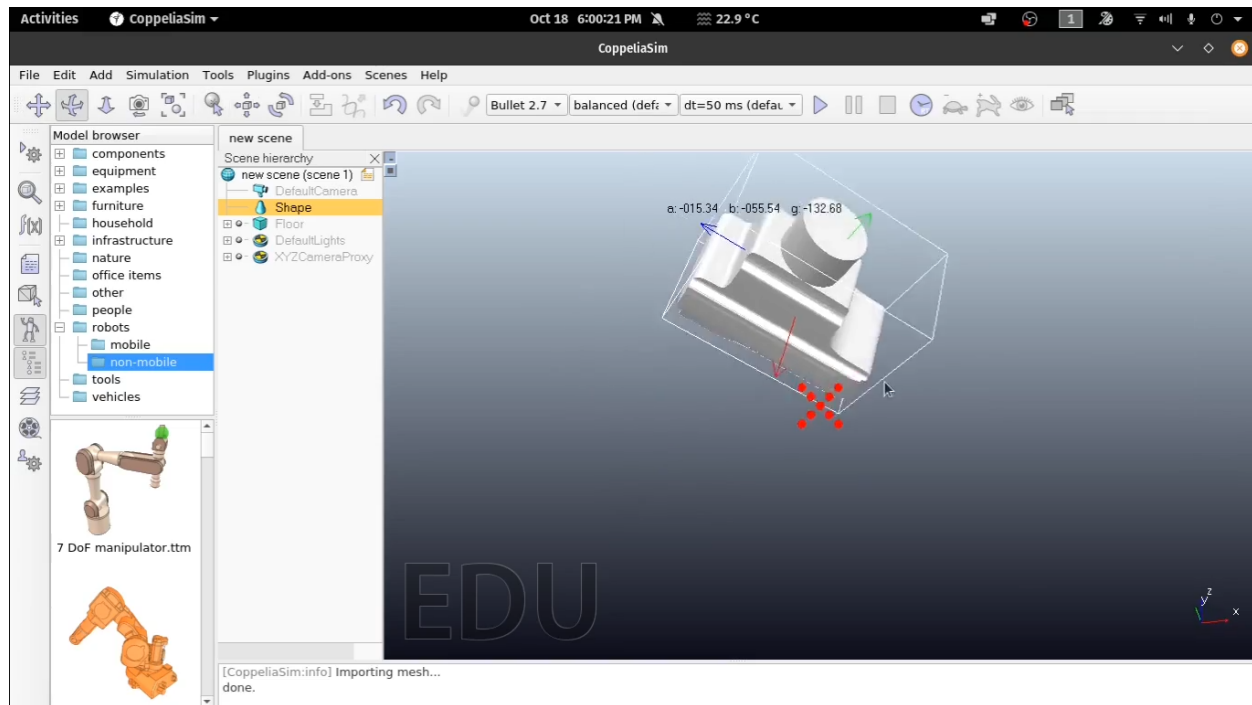 Activities CoppeliaSim Oct 18 6:00:21 PM 22.9 °C 1
CoppeliaSim
File Edit Add Simulation Tools Plugins Add-ons Scenes Help
Bullet 2.7 balanced (defa dt=50 ms (defau
Model browser
components
equipment
examples
furniture
household
infrastructure
nature
office items
other
people
robots
mobile
non-mobile
tools
vehicles
7 DoF manipulator.ttm
new scene
Scene hierarchy
new scene (scene 1)
DefaultCamera
Shape
Floor
DefaultLights
XYZCameraProxy
f(x)
a: -015.34 b: -055.54 g: -132.68
EDU
z
y
x
[CoppeliaSim:info] Importing mesh...
done.